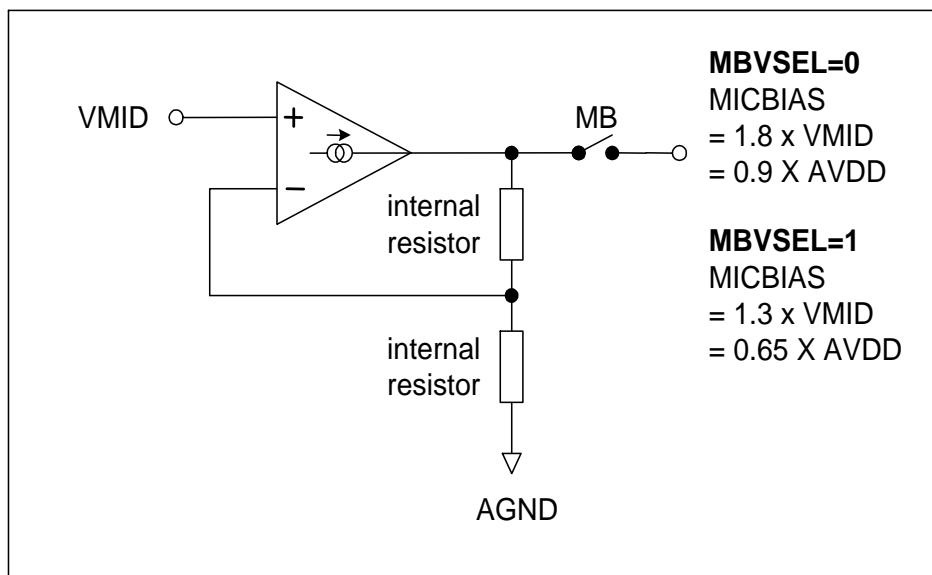 VMID
+
−
MB
internal
resistor
internal
resistor
AGND
MBVSEL=0
MICBIAS
= 1.8 x VMID
= 0.9 X AVDD
MBVSEL=1
MICBIAS
= 1.3 x VMID
= 0.65 X AVDD